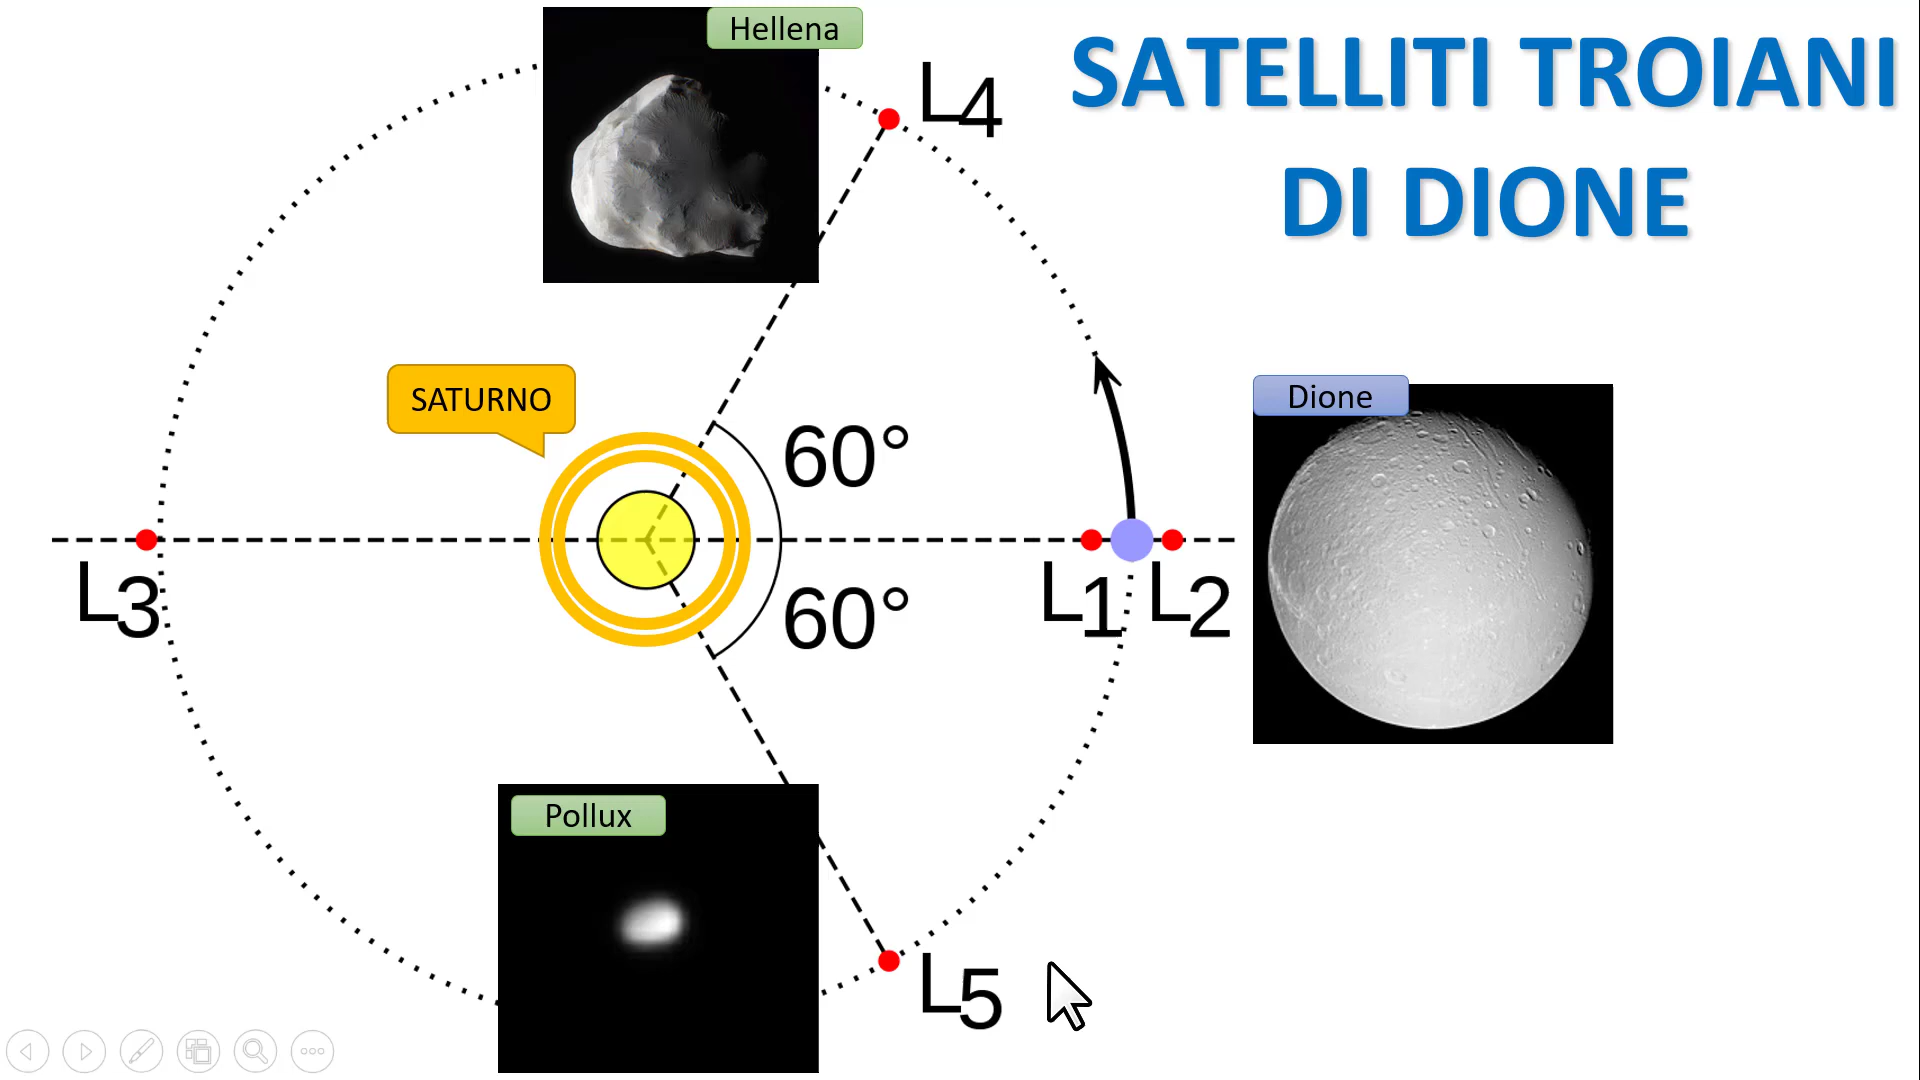 Hellena
L4
SATELLITI TROIANI
DI DIONE
SATURNO
Dione
60°
60°
L3
L1
L2
Pollux
L5